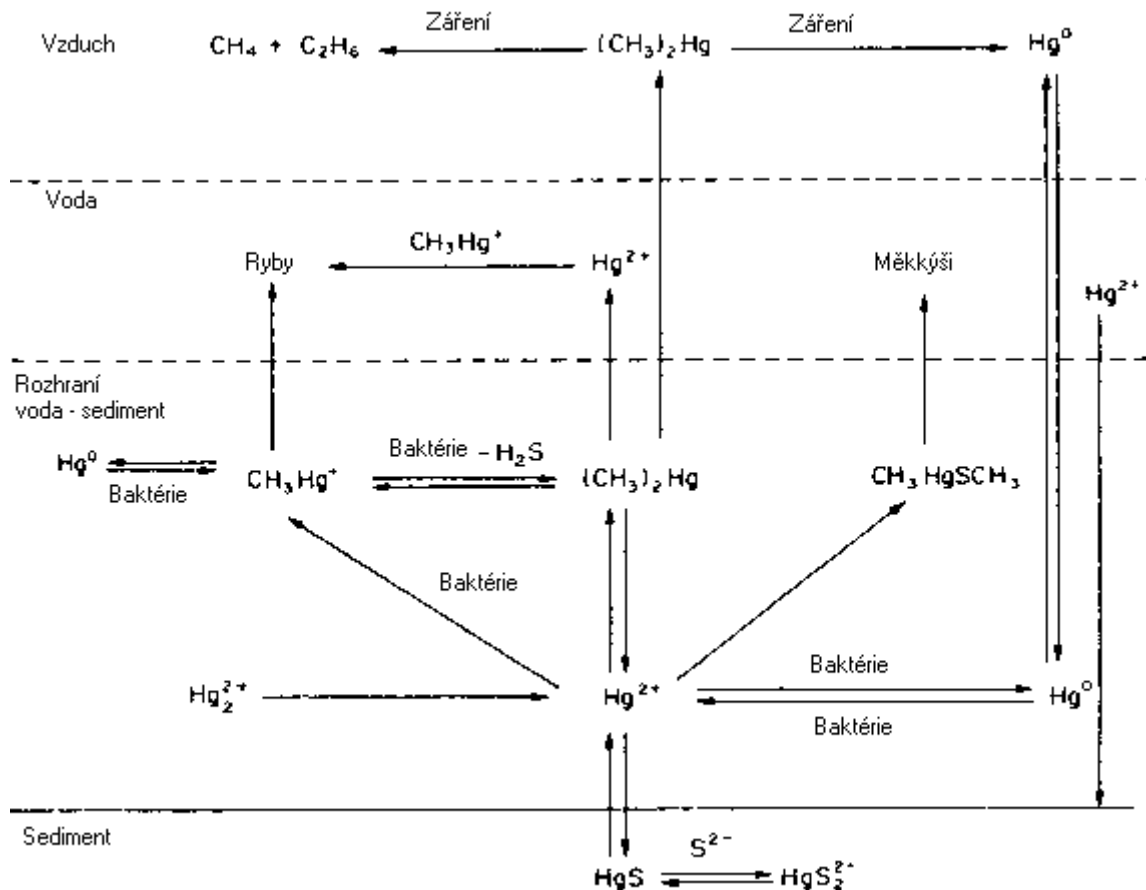 Vzduch
CH₄ + C₂H₆
Záření
(CH₃)₂Hg
Záření
Hg⁰
Voda
Ryby
CH₃Hg⁺
Hg²⁺
Měkkýši
Hg²⁺
Rozhraní
voda - sediment
Hg⁰
Baktérie
CH₃Hg⁺
Baktérie
-H₂S
(CH₃)₂Hg
CH₃HgSCH₃
Baktérie
Hg₂²⁺
Hg²⁺
Baktérie
Baktérie
Hg⁰
Sediment
HgS
S²⁻